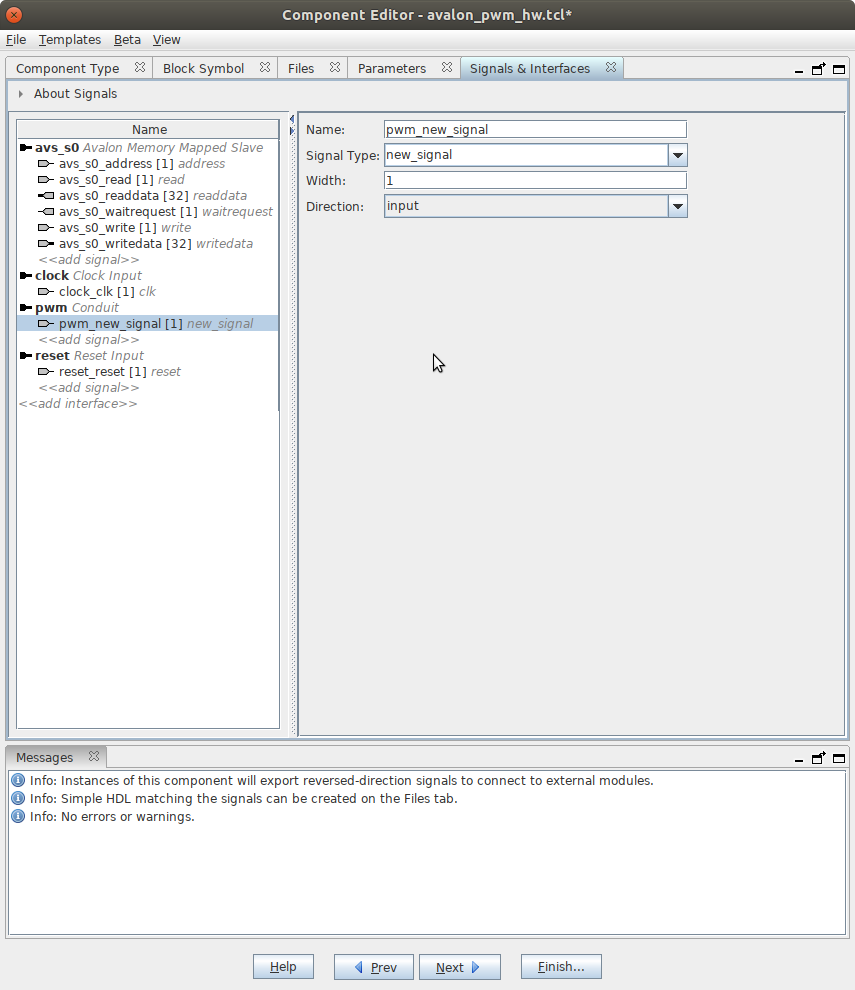 Component Editor - avalon_pwm_hw.tcl*
File Templates Beta View
Component Type Block Symbol Files Parameters Signals & Interfaces
About Signals
Name
avs_s0 Avalon Memory Mapped Slave
avs_s0_address [1] address
avs_s0_read [1] read
avs_s0_readdata [32] readdata
avs_s0_waitrequest [1] waitrequest
avs_s0_write [1] write
avs_s0_writedata [32] writedata
<<add signal>>
clock Clock Input
clock_clk [1] clk
pwm Conduit
pwm_new_signal [1] new_signal
<<add signal>>
reset Reset Input
reset_reset [1] reset
<<add signal>>
<<add interface>>
Name: pwm_new_signal
Signal Type: new_signal
Width: 1
Direction: input
Messages
Info: Instances of this component will export reversed-direction signals to connect to external modules.
Info: Simple HDL matching the signals can be created on the Files tab.
Info: No errors or warnings.
Help Prev Next Finish...